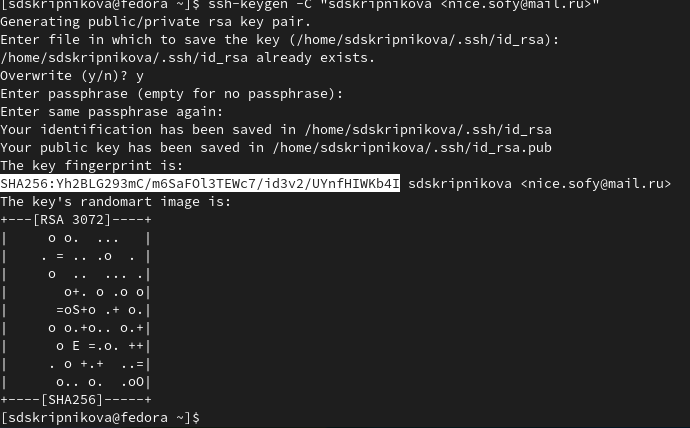 [sdskripnikova@fedora ~]$ ssh-keygen -C "sdskripnikova <nice.sofy@mail.ru>"
Generating public/private rsa key pair.
Enter file in which to save the key (/home/sdskripnikova/.ssh/id_rsa):
/home/sdskripnikova/.ssh/id_rsa already exists.
Overwrite (y/n)? y
Enter passphrase (empty for no passphrase):
Enter same passphrase again:
Your identification has been saved in /home/sdskripnikova/.ssh/id_rsa
Your public key has been saved in /home/sdskripnikova/.ssh/id_rsa.pub
The key fingerprint is:
SHA256:Yh2BLG293mC/m6SaFOl3TEWc7/id3v2/UYnfHIWKb4I sdskripnikova <nice.sofy@mail.ru>
The key's randomart image is:
+---[RSA 3072]----+
|     o o.  ...   |
|    . = .. .o  . |
|     o  ..  ... .|
|       o+. o .o o|
|      =oS+o .+ o.|
|     o o.+o.. o.+|
|      o E =.o. ++|
|     . o +.+  ..=|
|      o.. o.  .oO|
+----[SHA256]-----+
[sdskripnikova@fedora ~]$